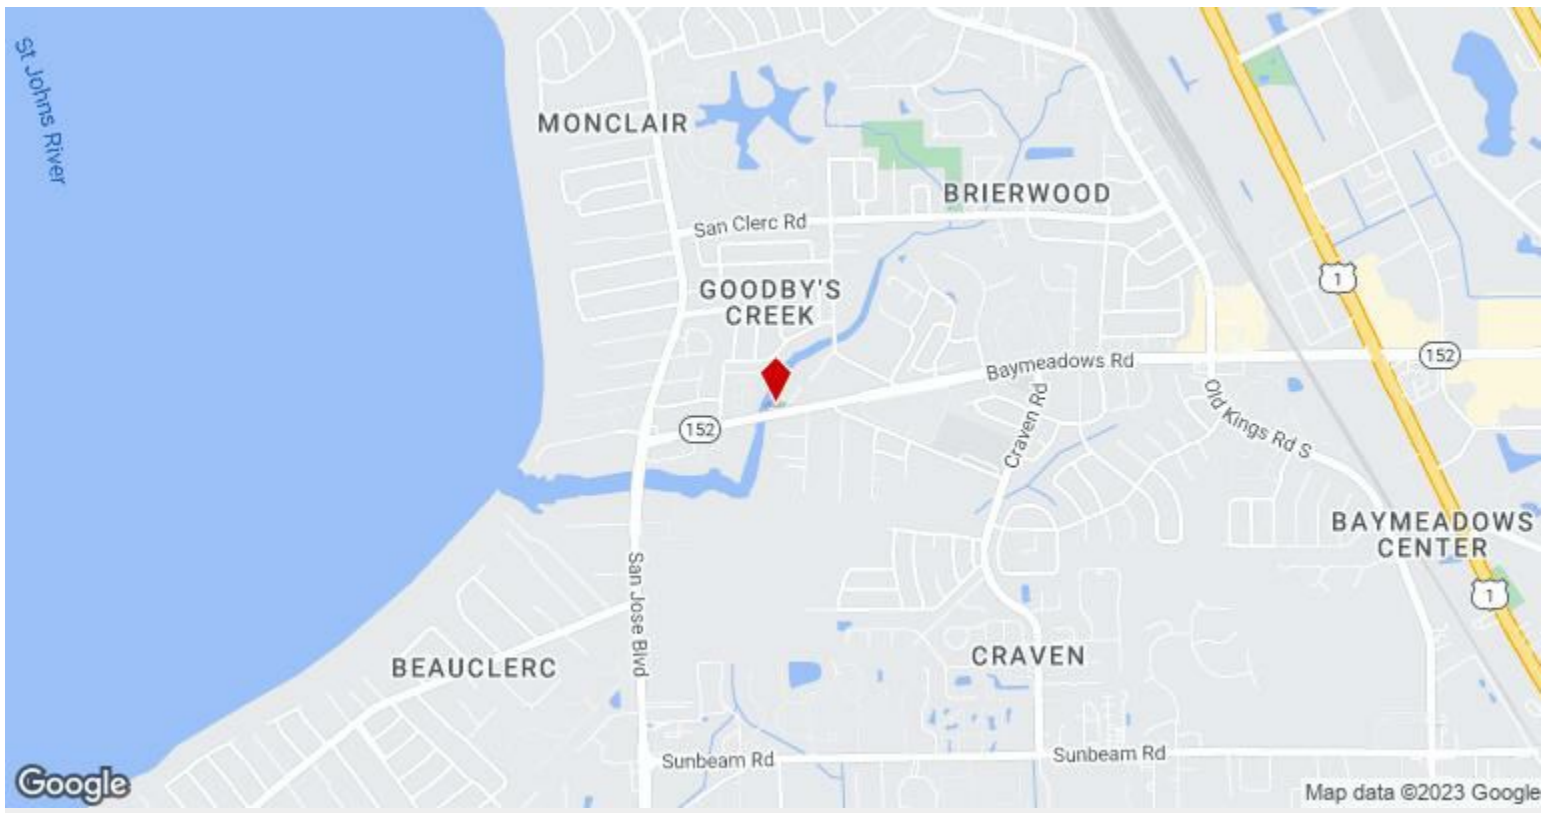 St Johns River
MONCLAIR
BRIERWOOD
San Clerc Rd
1
GOODBY'S
CREEK
152
Baymeadows Rd
152
Craven Rd
Old Kings Rd S
BAYMEADOWS
CENTER
San Jose Blvd
1
BEAUCLERC
CRAVEN
Sunbeam Rd
Sunbeam Rd
Google
Map data ©2023 Google